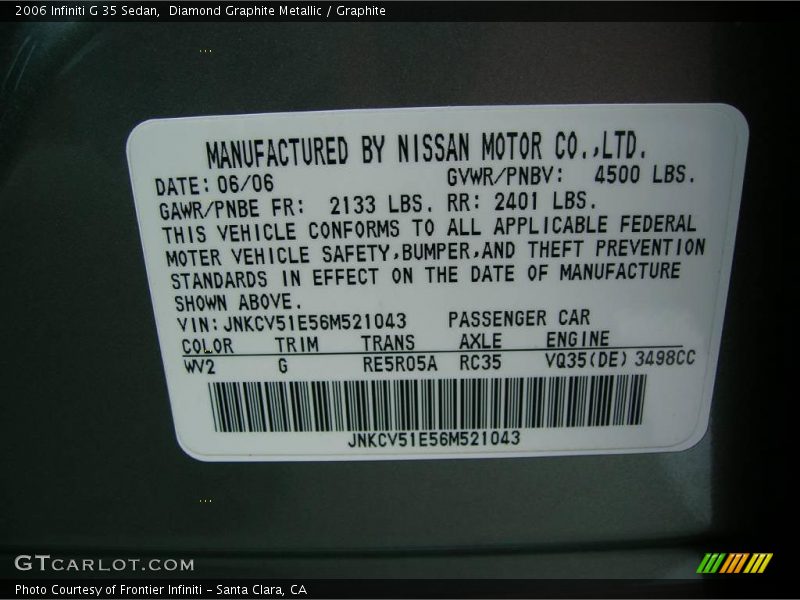 2006 Infiniti G 35 Sedan,  Diamond Graphite Metallic / Graphite
MANUFACTURED BY NISSAN MOTOR CO.,LTD.
DATE: 06/06 GVWR/PNBV: 4500 LBS.
GAWR/PNBE FR: 2133 LBS. RR: 2401 LBS.
THIS VEHICLE CONFORMS TO ALL APPLICABLE FEDERAL
MOTER VEHICLE SAFETY,BUMPER,AND THEFT PREVENTION
STANDARDS IN EFFECT ON THE DATE OF MANUFACTURE
SHOWN ABOVE.
VIN: JNKCV51E56M521043 PASSENGER CAR
COLOR TRIM TRANS AXLE ENGINE
WV2 G RE5R05A RC35 VQ35(DE) 3498CC
JNKCV51E56M521043
GTCARLOT.COM
Photo Courtesy of Frontier Infiniti - Santa Clara, CA